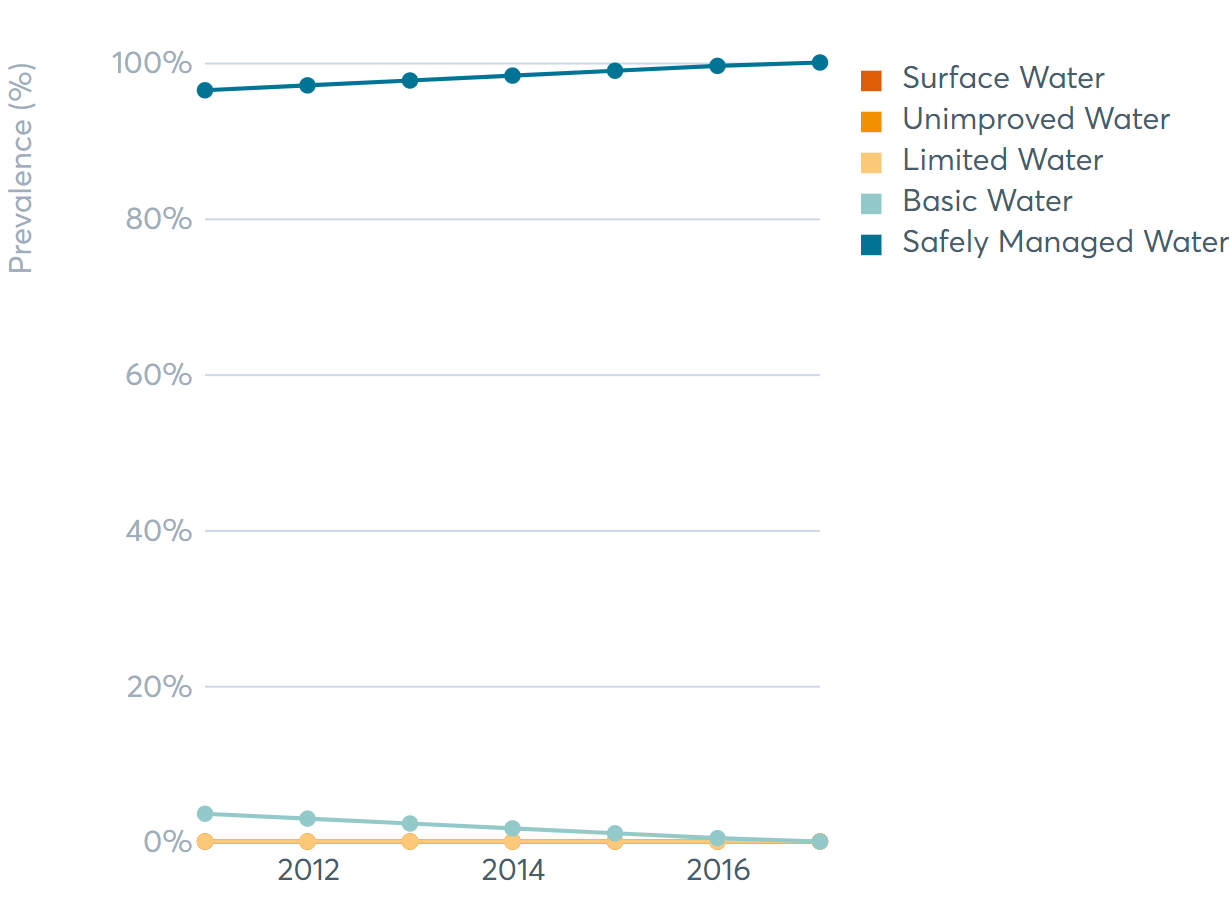 Prevalence (%)
100%
80%
60%
40%
20%
0%
2012
2014
2016
Surface Water
Unimproved Water
Limited Water
Basic Water
Safely Managed Water